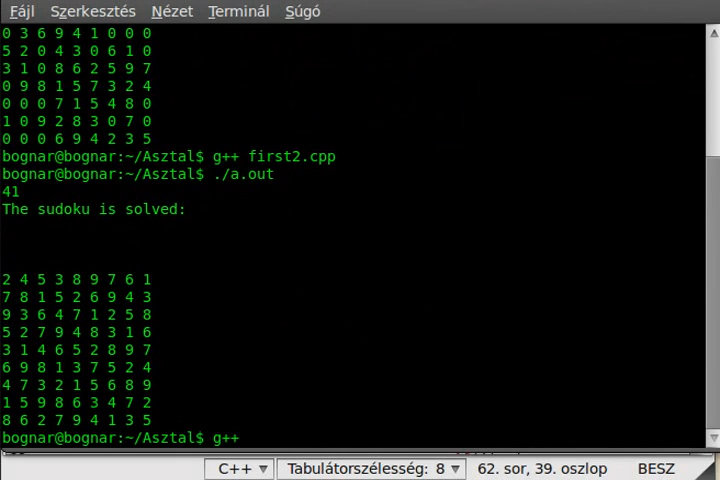 Fájl Szerkesztés Nézet Terminál Súgó
0 3 6 9 4 1 0 0 0
5 2 0 4 3 0 6 1 0
3 1 0 8 6 2 5 9 7
0 9 8 1 5 7 3 2 4
0 0 0 7 1 5 4 8 0
1 0 9 2 8 3 0 7 0
0 0 0 6 9 4 2 3 5
bognar@bognar:~/Asztal$ g++ first2.cpp
bognar@bognar:~/Asztal$ ./a.out
41
The sudoku is solved:
2 4 5 3 8 9 7 6 1
7 8 1 5 2 6 9 4 3
9 3 6 4 7 1 2 5 8
5 2 7 9 4 8 3 1 6
3 1 4 6 5 2 8 9 7
6 9 8 1 3 7 5 2 4
4 7 3 2 1 5 6 8 9
1 5 9 8 6 3 4 7 2
8 6 2 7 9 4 1 3 5
bognar@bognar:~/Asztal$ g++
C++ Tabulátorszélesség: 8 62. sor, 39. oszlop BESZ